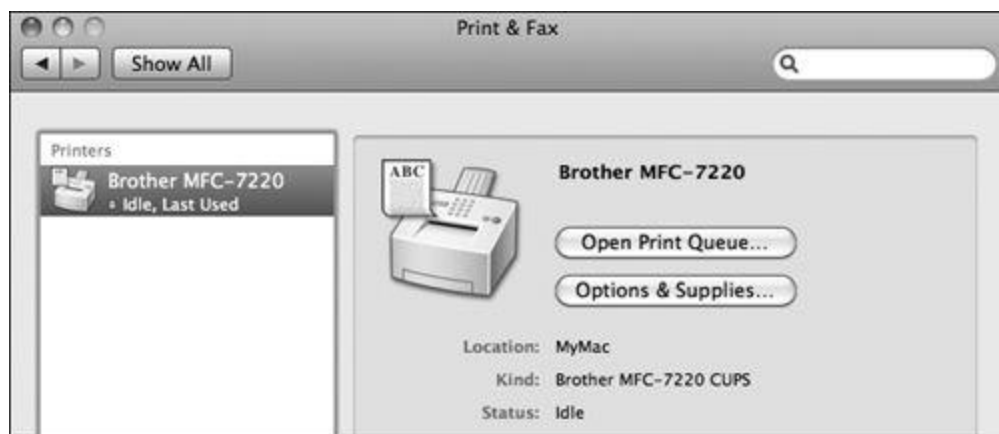 Print & Fax
Show All
Printers
Brother MFC-7220
Idle, Last Used
ABC
Brother MFC-7220
Open Print Queue...
Options & Supplies...
Location: MyMac
Kind: Brother MFC-7220 CUPS
Status: Idle